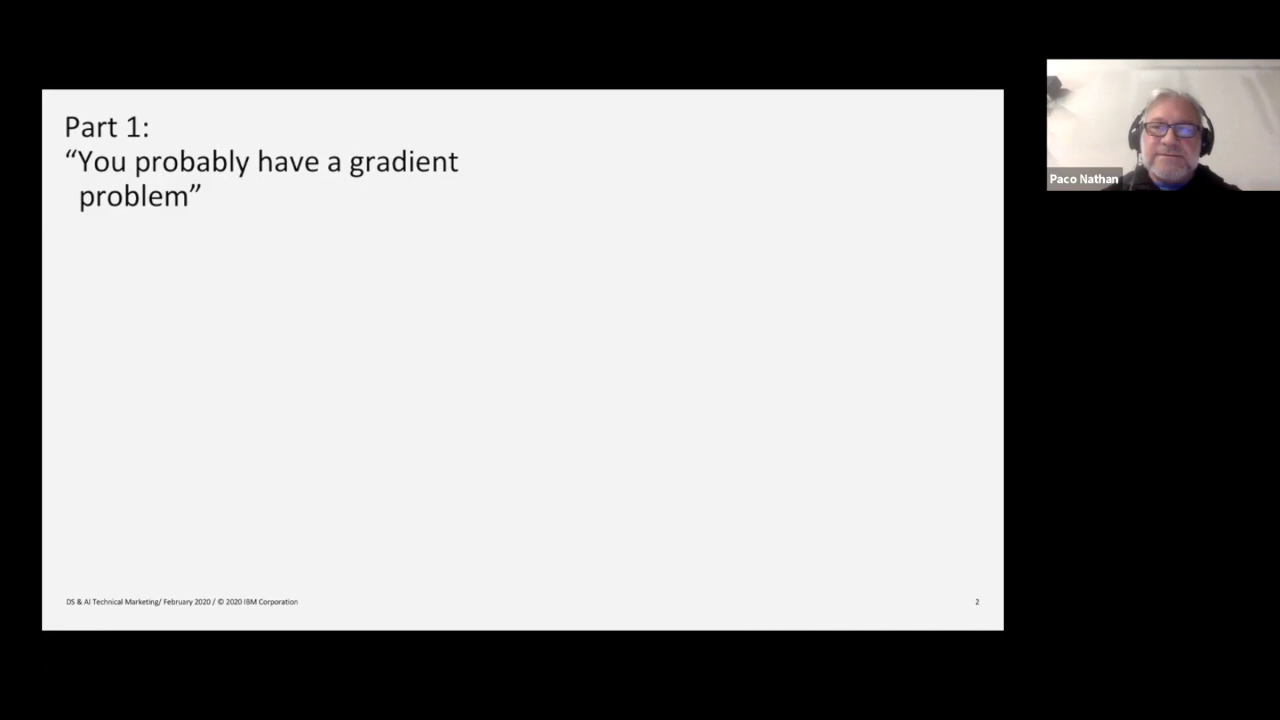 Part 1:
“You probably have a gradient
problem”
DS & AI Technical Marketing/ February 2020 / © 2020 IBM Corporation
2
Paco Nathan